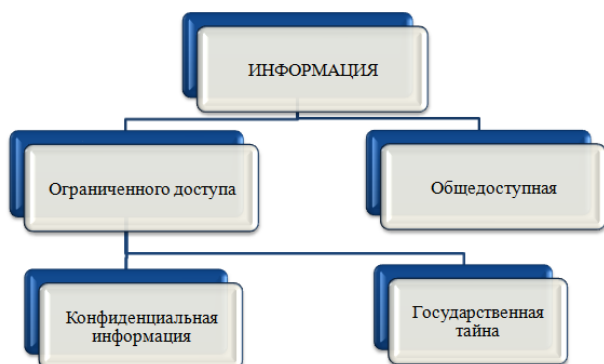 ИНФОРМАЦИЯ
Ограниченного доступа
Общедоступная
Конфиденциальная
информация
Государственная
тайна